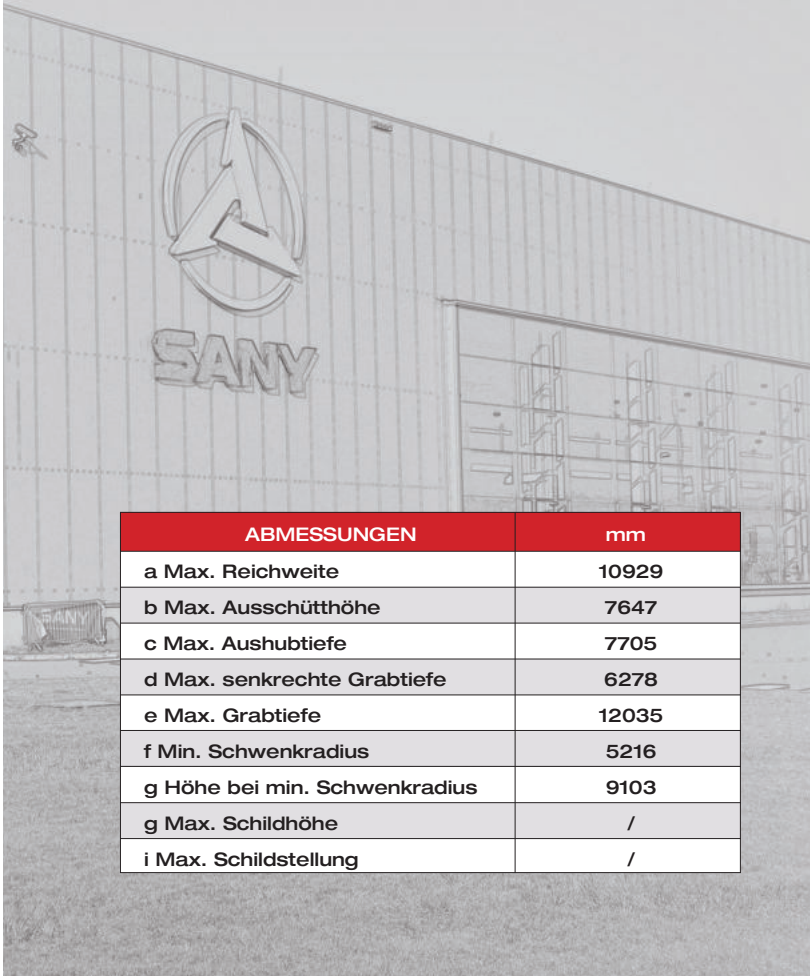 SANY
ABMESSUNGEN mm
a Max. Reichweite 10929
b Max. Ausschütthöhe 7647
c Max. Aushubtiefe 7705
d Max. senkrechte Grabtiefe 6278
e Max. Grabtiefe 12035
f Min. Schwenkradius 5216
g Höhe bei min. Schwenkradius 9103
g Max. Schildhöhe /
i Max. Schildstellung /
SANY